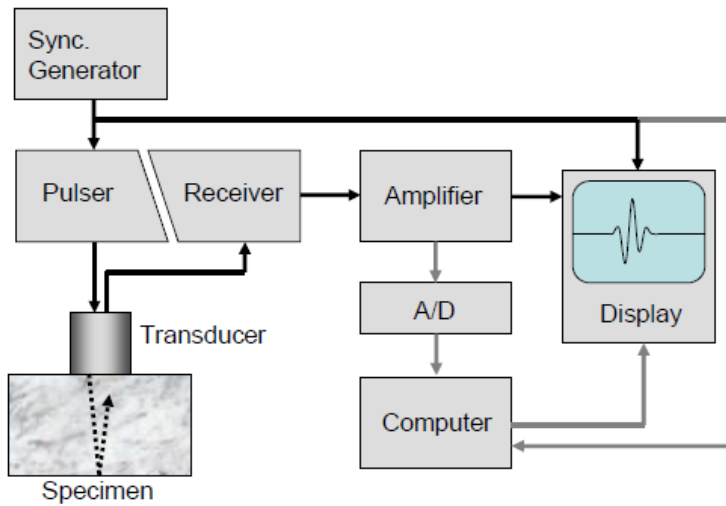 Sync.
Generator
Pulser
Receiver
Amplifier
Display
A/D
Transducer
Computer
Specimen